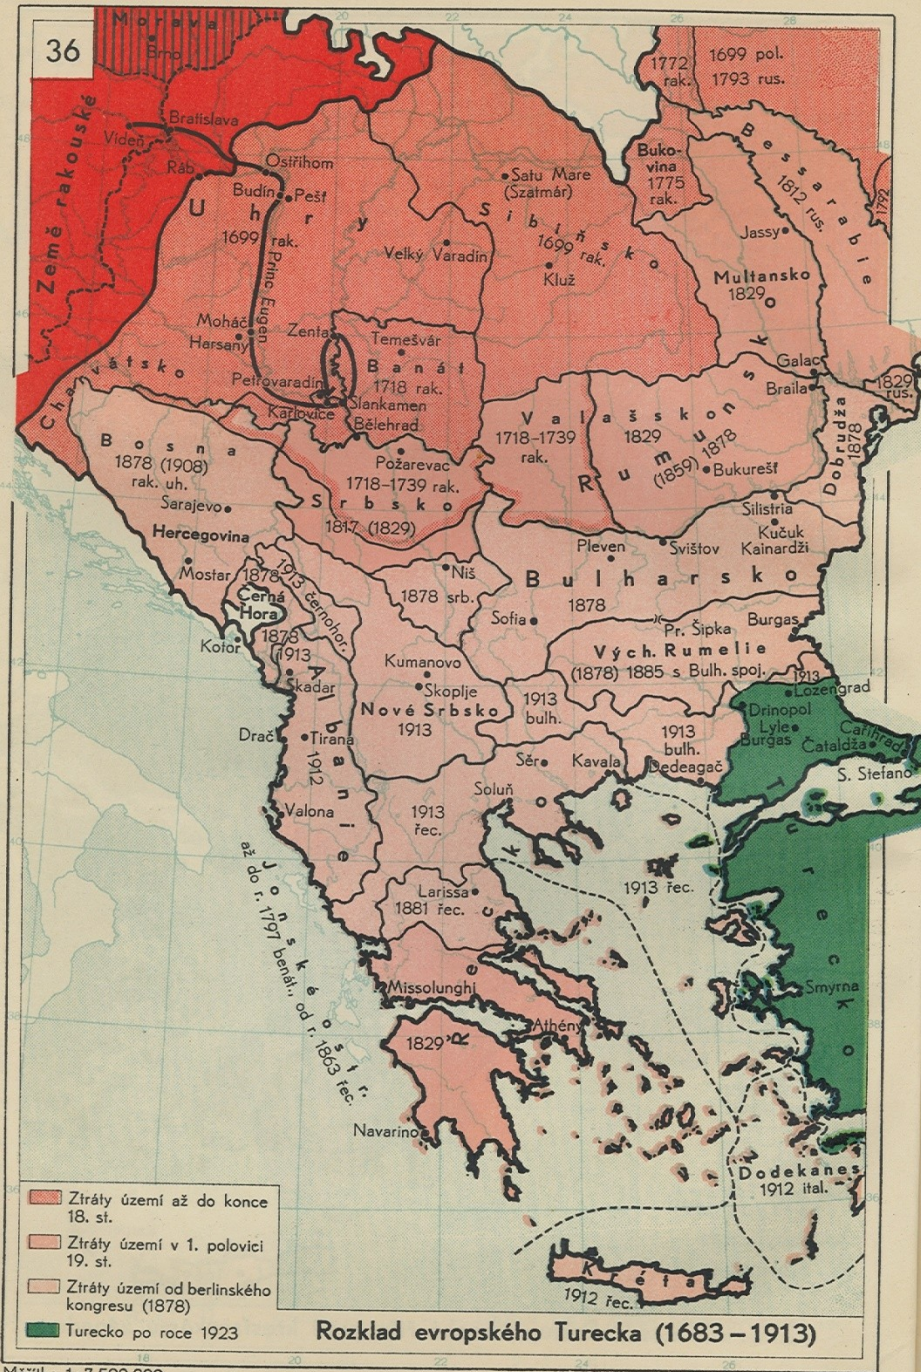 36
Morava
Brno
Země rakouské
Vídeň
Bratislava
Ráb
Ostřihom
Budín
Pešť
Uhry
1699 rak.
Princ Eugen
Moháč
Harsany
Chorvátsko
Zenta
Petrovaradín
Karlovice
Slankamen
Bělehrad
Temešvár
Banát
1718 rak.
Velký Varadín
Satu Mare
(Szatmár)
Sibiňsko
1699 rak.
Kluž
1772
rak.
1699 pol.
1793 rus.
Buko-
vina
1775
rak.
Bessarabie
1812 rus.
1792
Jassy
Multansko
1829
Galac
Braila
1829
rus.
Dobrudža
1878
Valašsko
1718–1739
rak.
1829
Rumunsko
(1859) 1878
Bukurešť
Silistria
Kučuk
Kainardži
Bosna
1878 (1908)
rak. uh.
Sarajevo
Hercegovina
Mostar
Požarevac
1718–1739 rak.
Srbsko
1817 (1829)
Niš
1878 srb.
Pleven
Svištov
Bulharsko
1878
Sofia
Pr. Šipka
Burgas
Vých. Rumelie
(1878) 1885 s Bulh. spoj.
1878
1913 černohor.
Černá
Hora
1878
1913
Kotor
Skadar
Albanie
1912
Drač
Tirana
Valona
Kumanovo
Skoplje
Nové Srbsko
1913
1913
bulh.
1913
bulh.
1913
Lozengrad
Drinopol
Lyle
Burgas
Cařihrad
Čataldža
S. Stefano
Turecko
Smyrna
Sěr
Kavala
Dedeagač
Soluň
1913
řec.
1913 řec.
Larissa
1881 řec.
Řecko
Missolunghi
Athény
1829
Navarino
Jonské ostr.
až do r. 1797 benát., od r. 1863 řec.
Dodekanes
1912 ital.
Kréta
1912 řec.
Ztráty území až do konce
18. st.
Ztráty území v 1. polovici
19. st.
Ztráty území od berlinského
kongresu (1878)
Turecko po roce 1923
Rozklad evropského Turecka (1683–1913)